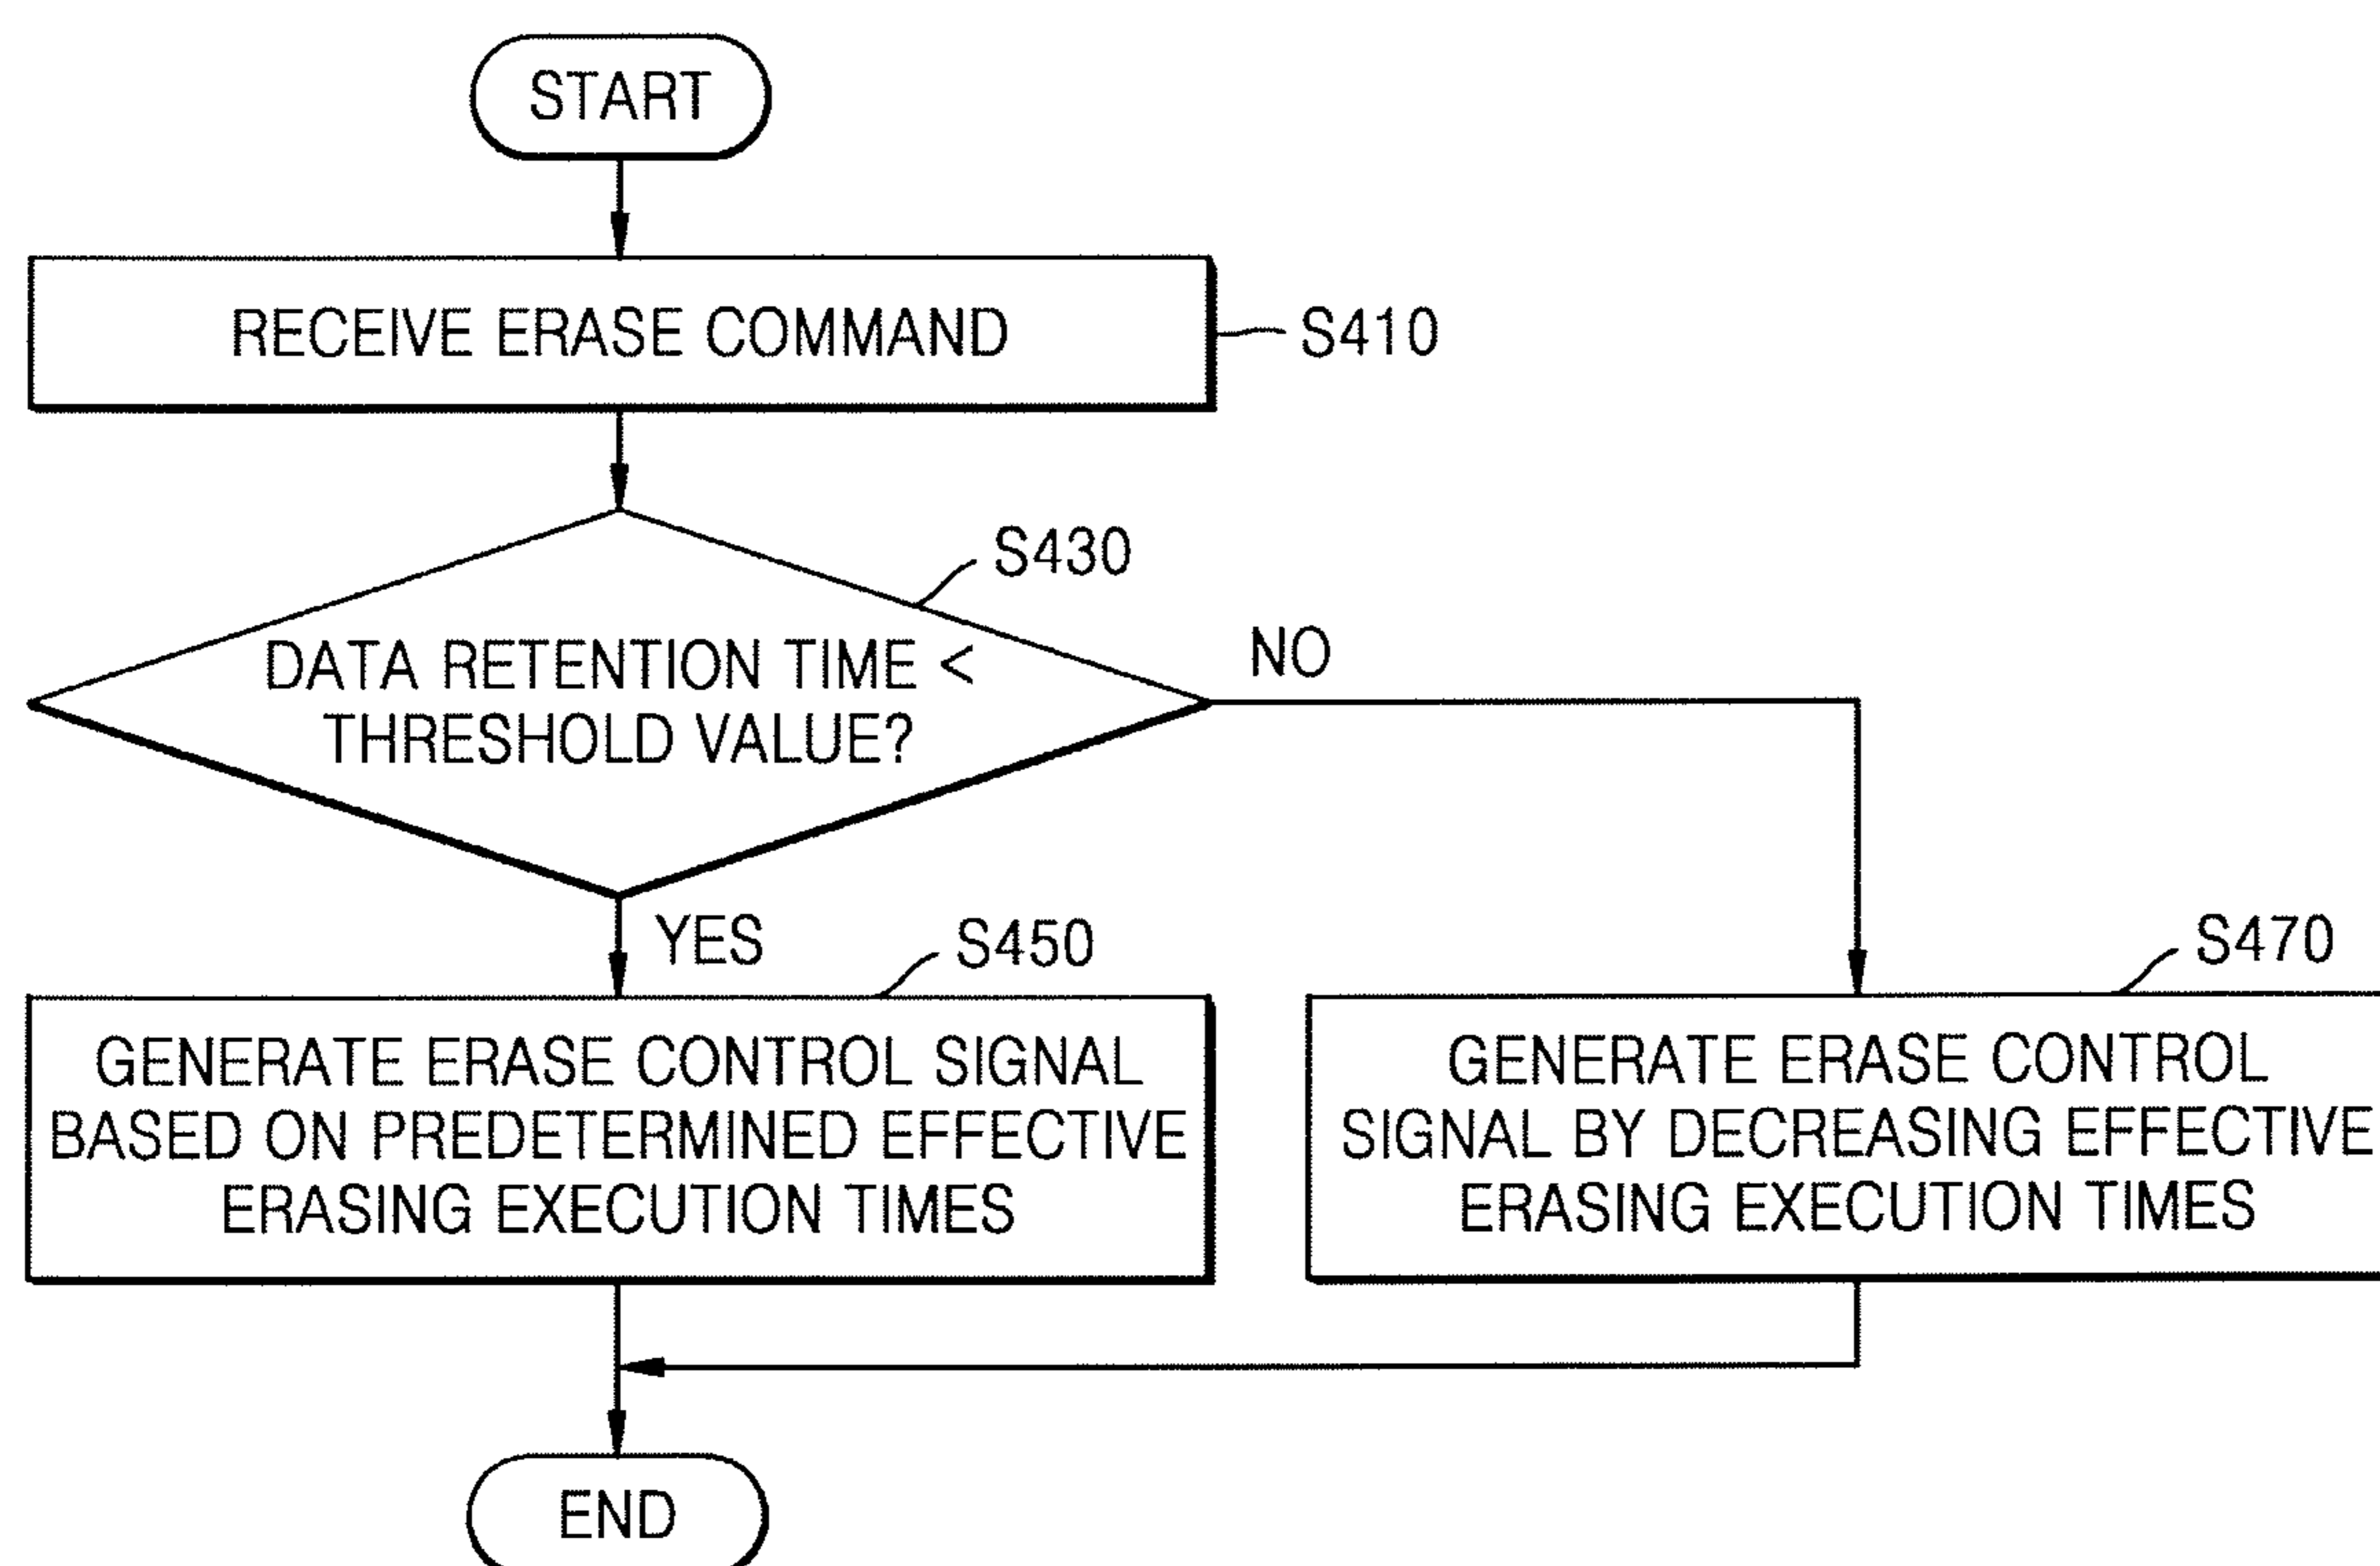 START
RECEIVE ERASE COMMAND
S410
S430
DATA RETENTION TIME <
THRESHOLD VALUE?
NO
YES
S450
GENERATE ERASE CONTROL SIGNAL
BASED ON PREDETERMINED EFFECTIVE
ERASING EXECUTION TIMES
S470
GENERATE ERASE CONTROL
SIGNAL BY DECREASING EFFECTIVE
ERASING EXECUTION TIMES
END